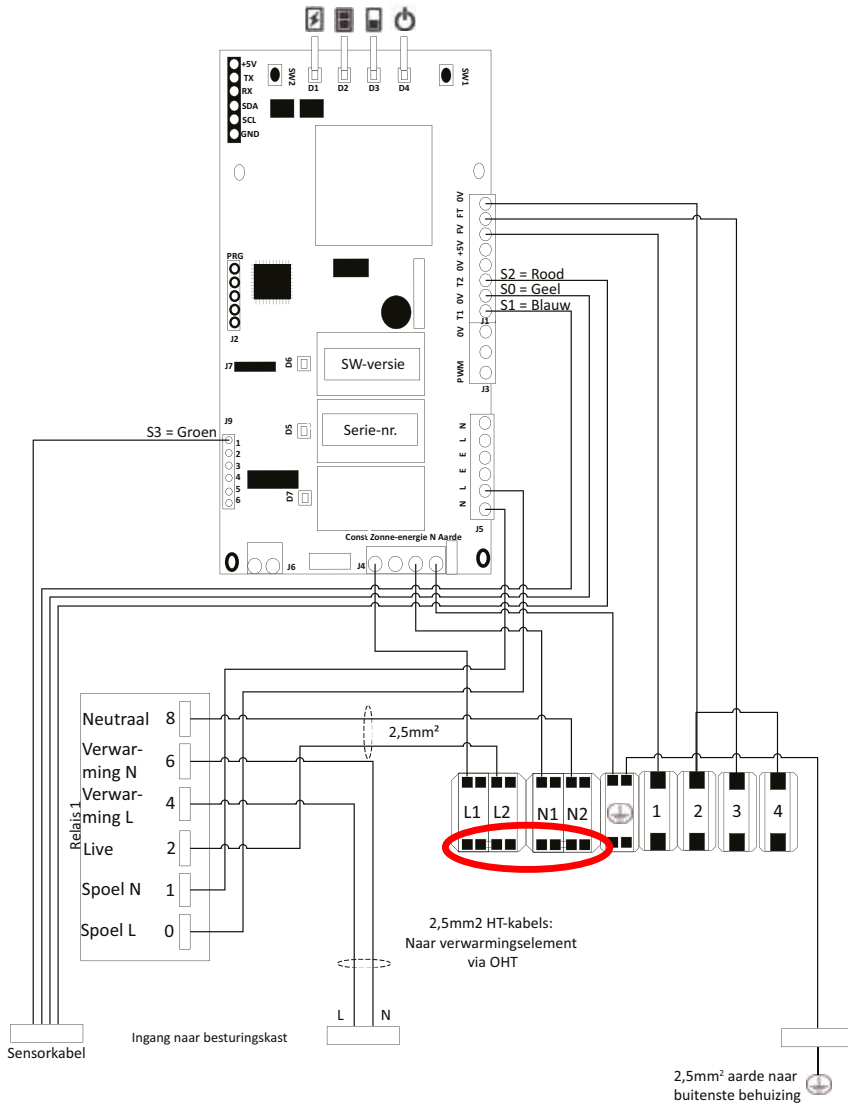 +5V
TX
RX
SDA
SCL
GND
SW2
D1
D2
D3
D4
SW1
0V
FT
FV
+5V
0V
T2
0V
T1
J1
S2 = Rood
S0 = Geel
S1 = Blauw
PRG
J2
0V
PWM
J3
J7
D6
SW-versie
J9
S3 = Groen
1
2
3
4
5
6
D5
Serie-nr.
D7
N
L
E
E
L
N
J5
Const Zonne-energie N Aarde
J6
J4
Relais 1
Neutraal 8
Verwar-
ming N 6
Verwar-
ming L 4
Live 2
Spoel N 1
Spoel L 0
2,5mm²
L1 L2 N1 N2 1 2 3 4
2,5mm2 HT-kabels:
Naar verwarmingselement
via OHT
L N
Ingang naar besturingskast
Sensorkabel
2,5mm² aarde naar
buitenste behuizing